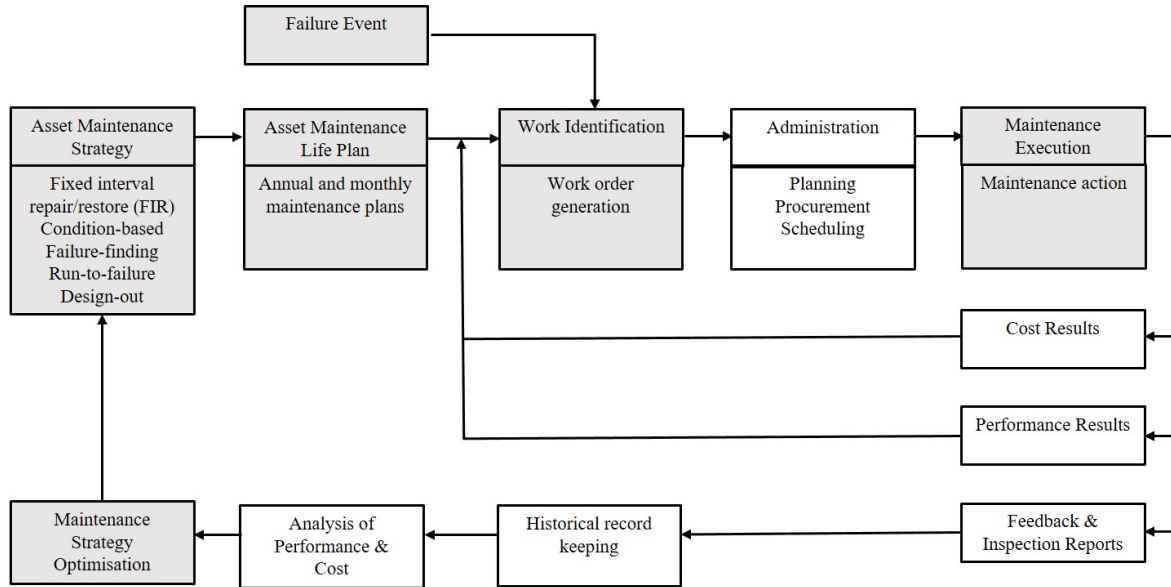 Failure Event
Asset Maintenance
Strategy
Fixed interval
repair/restore (FIR)
Condition-based
Failure-finding
Run-to-failure
Design-out
Asset Maintenance
Life Plan
Annual and monthly
maintenance plans
Work Identification
Work order
generation
Administration
Planning
Procurement
Scheduling
Maintenance
Execution
Maintenance action
Cost Results
Performance Results
Feedback &
Inspection Reports
Historical record
keeping
Analysis of
Performance &
Cost
Maintenance
Strategy
Optimisation